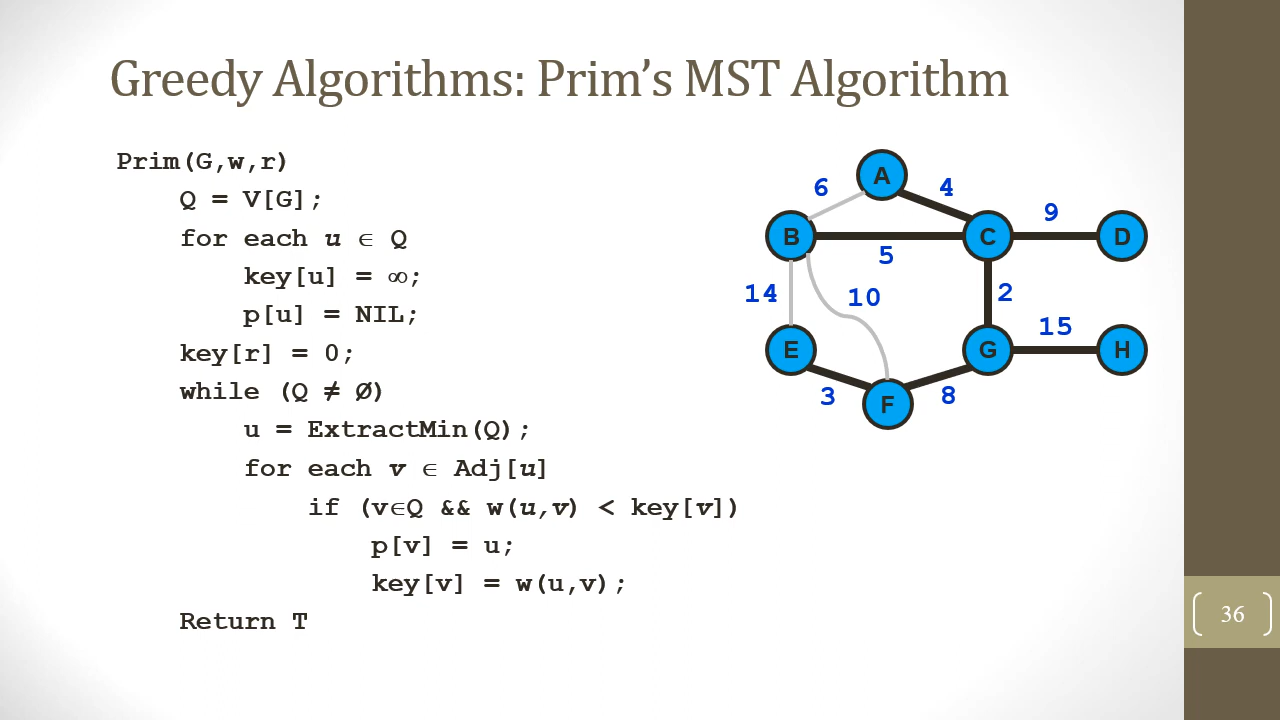 Greedy Algorithms: Prim’s MST Algorithm
Prim(G,w,r)
Q = V[G];
for each u ∈ Q
key[u] = ∞;
p[u] = NIL;
key[r] = 0;
while (Q ≠ Ø)
u = ExtractMin(Q);
for each v ∈ Adj[u]
if (v∈Q && w(u,v) < key[v])
p[v] = u;
key[v] = w(u,v);
Return T
A
6
4
9
B
C
D
5
14
10
2
15
E
G
H
3
8
F
36